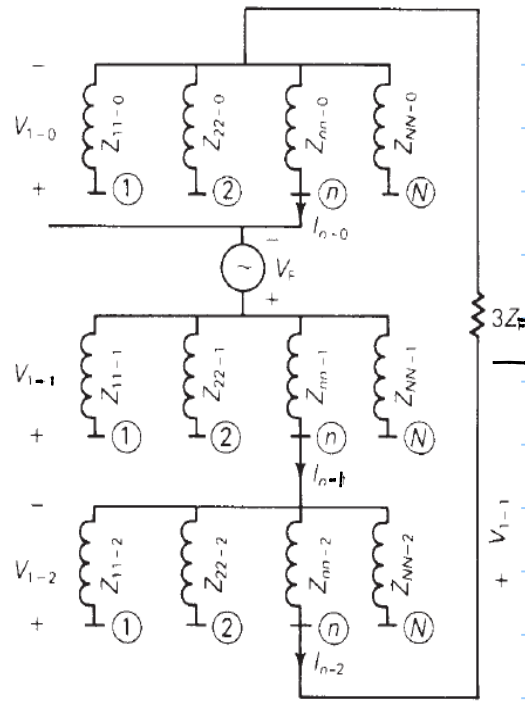 −
V1-0
+
Z11-0
Z22-0
Znn-0
ZNN-0
1
2
n
N
In-0
−
~
VF
+
3ZF
V1-1
+
Z11-1
Z22-1
Znn-1
ZNN-1
1
2
n
N
In-1
−
V1-2
+
Z11-2
Z22-2
Znn-2
ZNN-2
1
2
n
N
In-2
V1-1
+